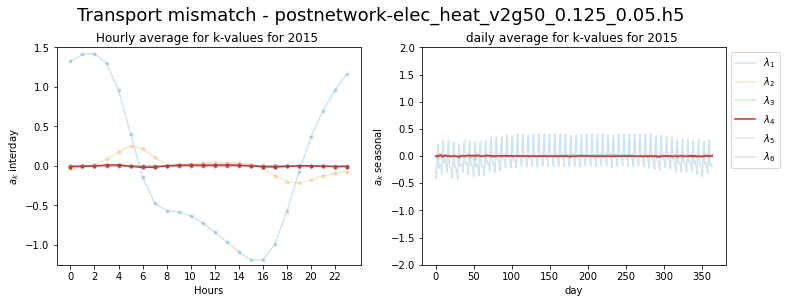 Transport mismatch - postnetwork-elec_heat_v2g50_0.125_0.05.h5
Hourly average for k-values for 2015
1.5
1.0
0.5
0.0
−0.5
−1.0
a_k interday
0 2 4 6 8 10 12 14 16 18 20 22
Hours
daily average for k-values for 2015
2.0
1.5
1.0
0.5
0.0
−0.5
−1.0
−1.5
−2.0
a_k seasonal
0 50 100 150 200 250 300 350
day
λ₁
λ₂
λ₃
λ₄
λ₅
λ₆